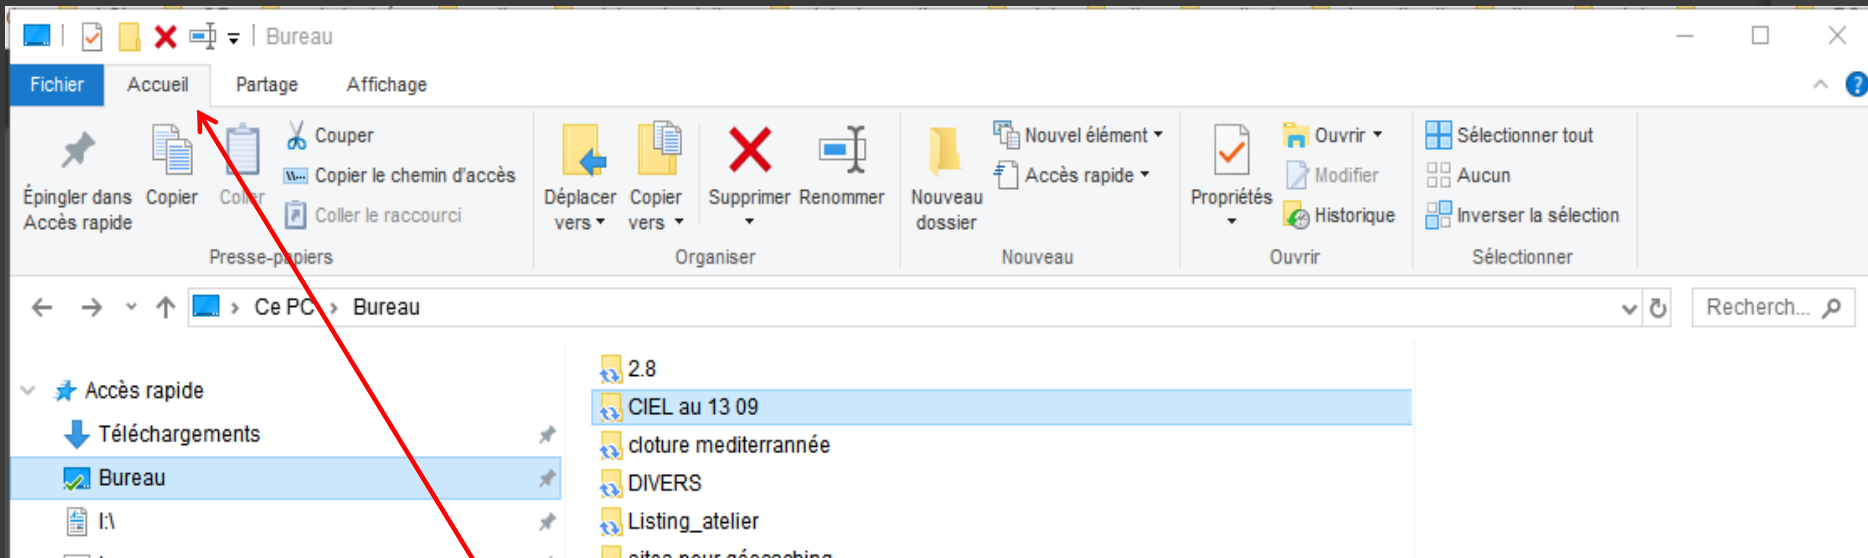 Bureau
Fichier Accueil Partage Affichage
Épingler dans Accès rapide
Copier
Coller
Couper
Copier le chemin d'accès
Coller le raccourci
Presse-papiers
Déplacer vers
Copier vers
Supprimer
Renommer
Organiser
Nouveau dossier
Nouvel élément
Accès rapide
Nouveau
Propriétés
Ouvrir
Modifier
Historique
Ouvrir
Sélectionner tout
Aucun
Inverser la sélection
Sélectionner
Ce PC › Bureau
Recherch...
Accès rapide
Téléchargements
Bureau
I:\
2.8
CIEL au 13 09
cloture mediterrannée
DIVERS
Listing_atelier
sites pour géocaching